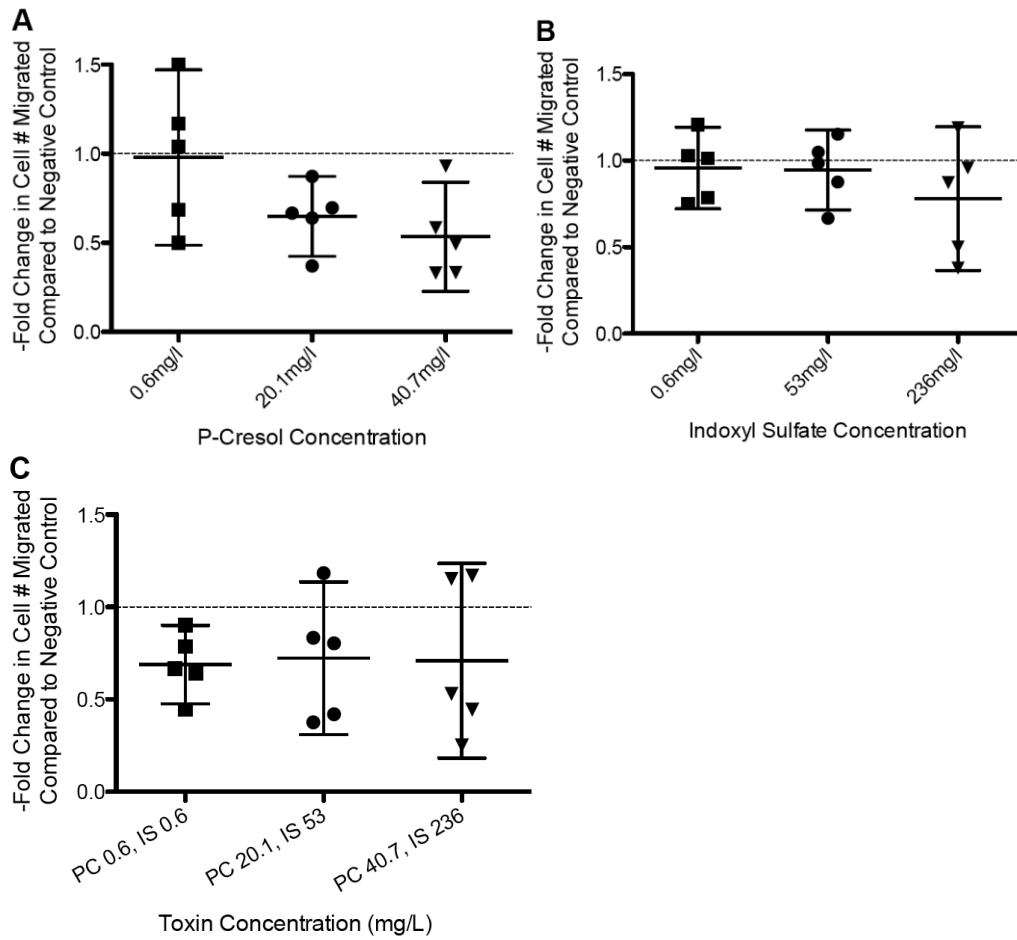 A
-Fold Change in Cell # Migrated
Compared to Negative Control
1.5
1.0
0.5
0.0
0.6mg/l
20.1mg/l
40.7mg/l
P-Cresol Concentration
B
-Fold Change in Cell # Migrated
Compared to Negative Control
1.5
1.0
0.5
0.0
0.6mg/l
53mg/l
236mg/l
Indoxyl Sulfate Concentration
C
-Fold Change in Cell # Migrated
Compared to Negative Control
1.5
1.0
0.5
0.0
PC 0.6, IS 0.6
PC 20.1, IS 53
PC 40.7, IS 236
Toxin Concentration (mg/L)